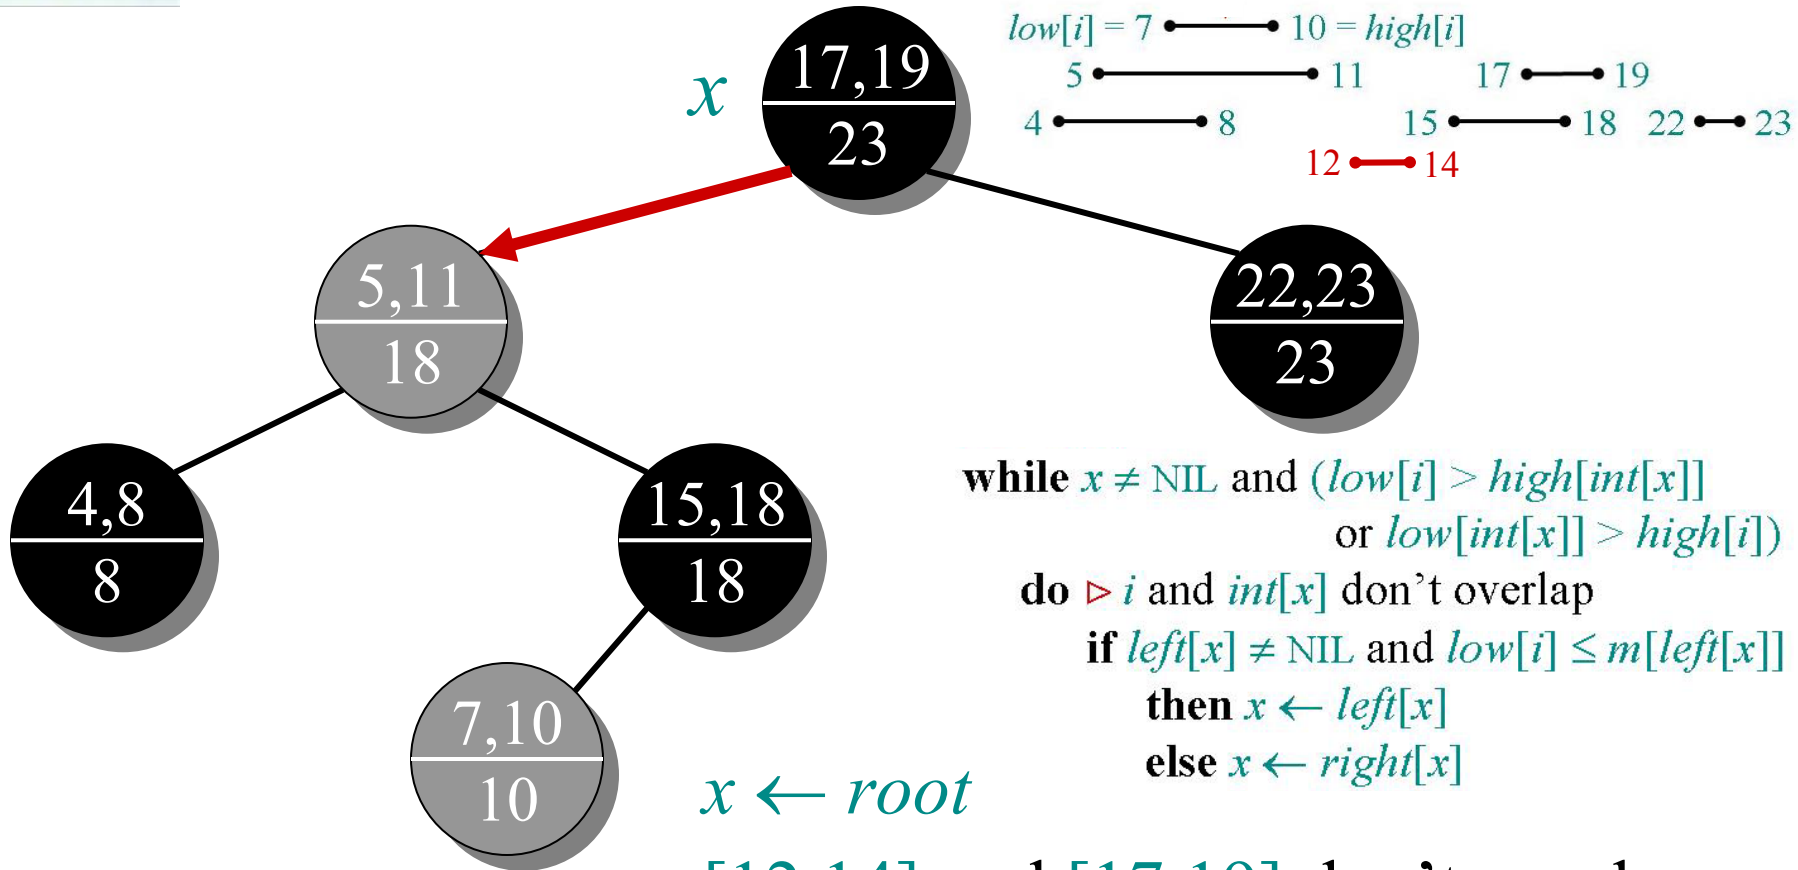 x
17,19
23
5,11
18
22,23
23
4,8
8
15,18
18
7,10
10
low[i] = 7 10 = high[i]
5 11 17 19
4 8 15 18 22 23
12 14
while x ≠ NIL and (low[i] > high[int[x]]
or low[int[x]] > high[i])
do ▹ i and int[x] don’t overlap
if left[x] ≠ NIL and low[i] ≤ m[left[x]]
then x ← left[x]
else x ← right[x]
x ← root